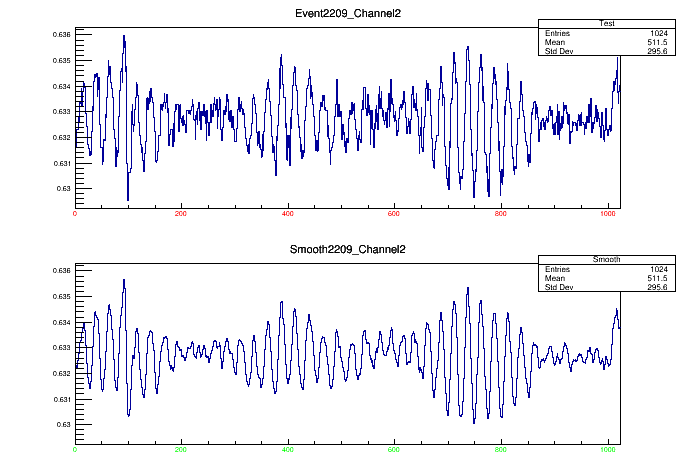 Event2209_Channel2
Test
Entries 1024
Mean 511.5
Std Dev 295.6
0.636
0.635
0.634
0.633
0.632
0.631
0.63
0 200 400 600 800 1000
Smooth2209_Channel2
Smooth
Entries 1024
Mean 511.5
Std Dev 295.6
0.636
0.635
0.634
0.633
0.632
0.631
0.63
0 200 400 600 800 1000